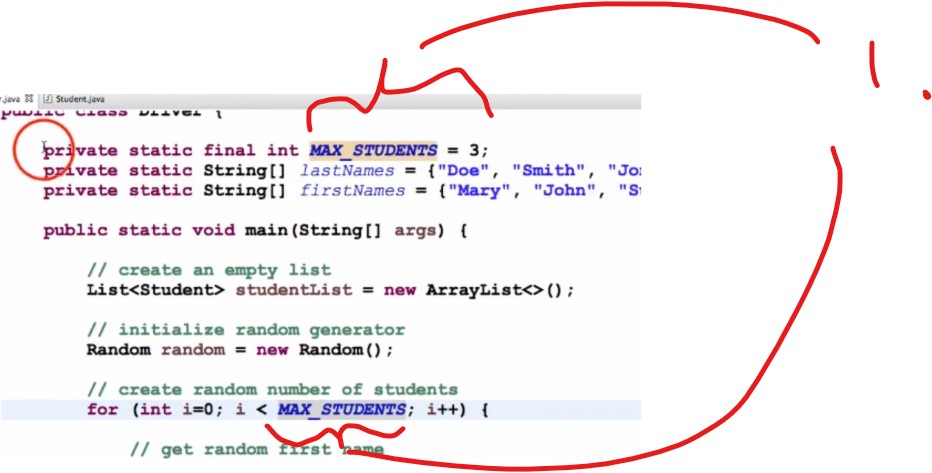 r.java Student.java
public class Driver {
private static final int MAX_STUDENTS = 3;
private static String[] lastNames = {"Doe", "Smith", "Jo
private static String[] firstNames = {"Mary", "John", "S
public static void main(String[] args) {
// create an empty list
List<Student> studentList = new ArrayList<>();
// initialize random generator
Random random = new Random();
// create random number of students
for (int i=0; i < MAX_STUDENTS; i++) {
// get random first name
1.